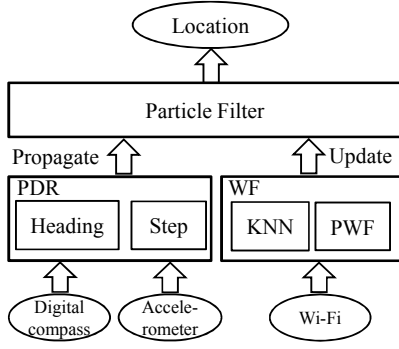 Location
Particle Filter
Propagate
Update
PDR
WF
Heading
Step
KNN
PWF
Digital
compass
Accele-
rometer
Wi-Fi